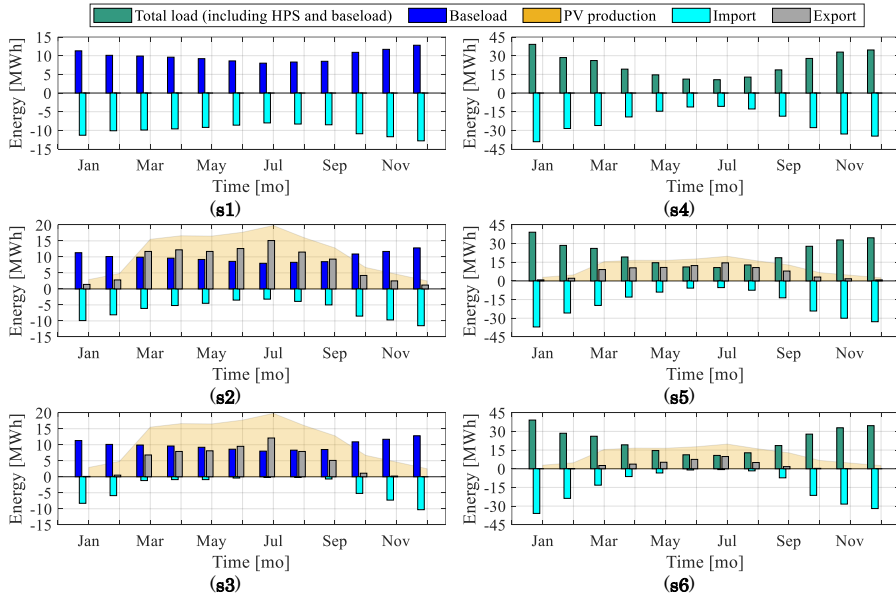 Total load (including HPS and baseload) Baseload PV production Import Export
Energy [MWh]
15
10
5
0
-5
-10
-15
Jan Mar May Jul Sep Nov
Time [mo]
(s1)
Energy [MWh]
45
30
15
0
-15
-30
-45
Jan Mar May Jul Sep Nov
Time [mo]
(s4)
Energy [MWh]
20
15
10
5
0
-5
-10
-15
Jan Mar May Jul Sep Nov
Time [mo]
(s2)
Energy [MWh]
45
30
15
0
-15
-30
-45
Jan Mar May Jul Sep Nov
Time [mo]
(s5)
Energy [MWh]
20
15
10
5
0
-5
-10
-15
Jan Mar May Jul Sep Nov
Time [mo]
(s3)
Energy [MWh]
45
30
15
0
-15
-30
-45
Jan Mar May Jul Sep Nov
Time [mo]
(s6)